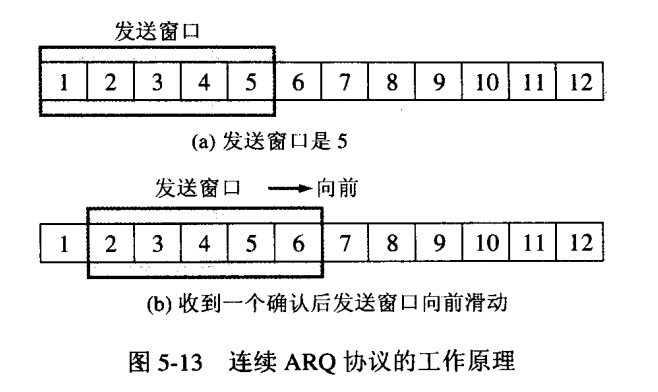 发送窗口
1 2 3 4 5 6 7 8 9 10 11 12
(a) 发送窗口是 5
发送窗口 → 向前
1 2 3 4 5 6 7 8 9 10 11 12
(b) 收到一个确认后发送窗口向前滑动
图 5-13 连续 ARQ 协议的工作原理